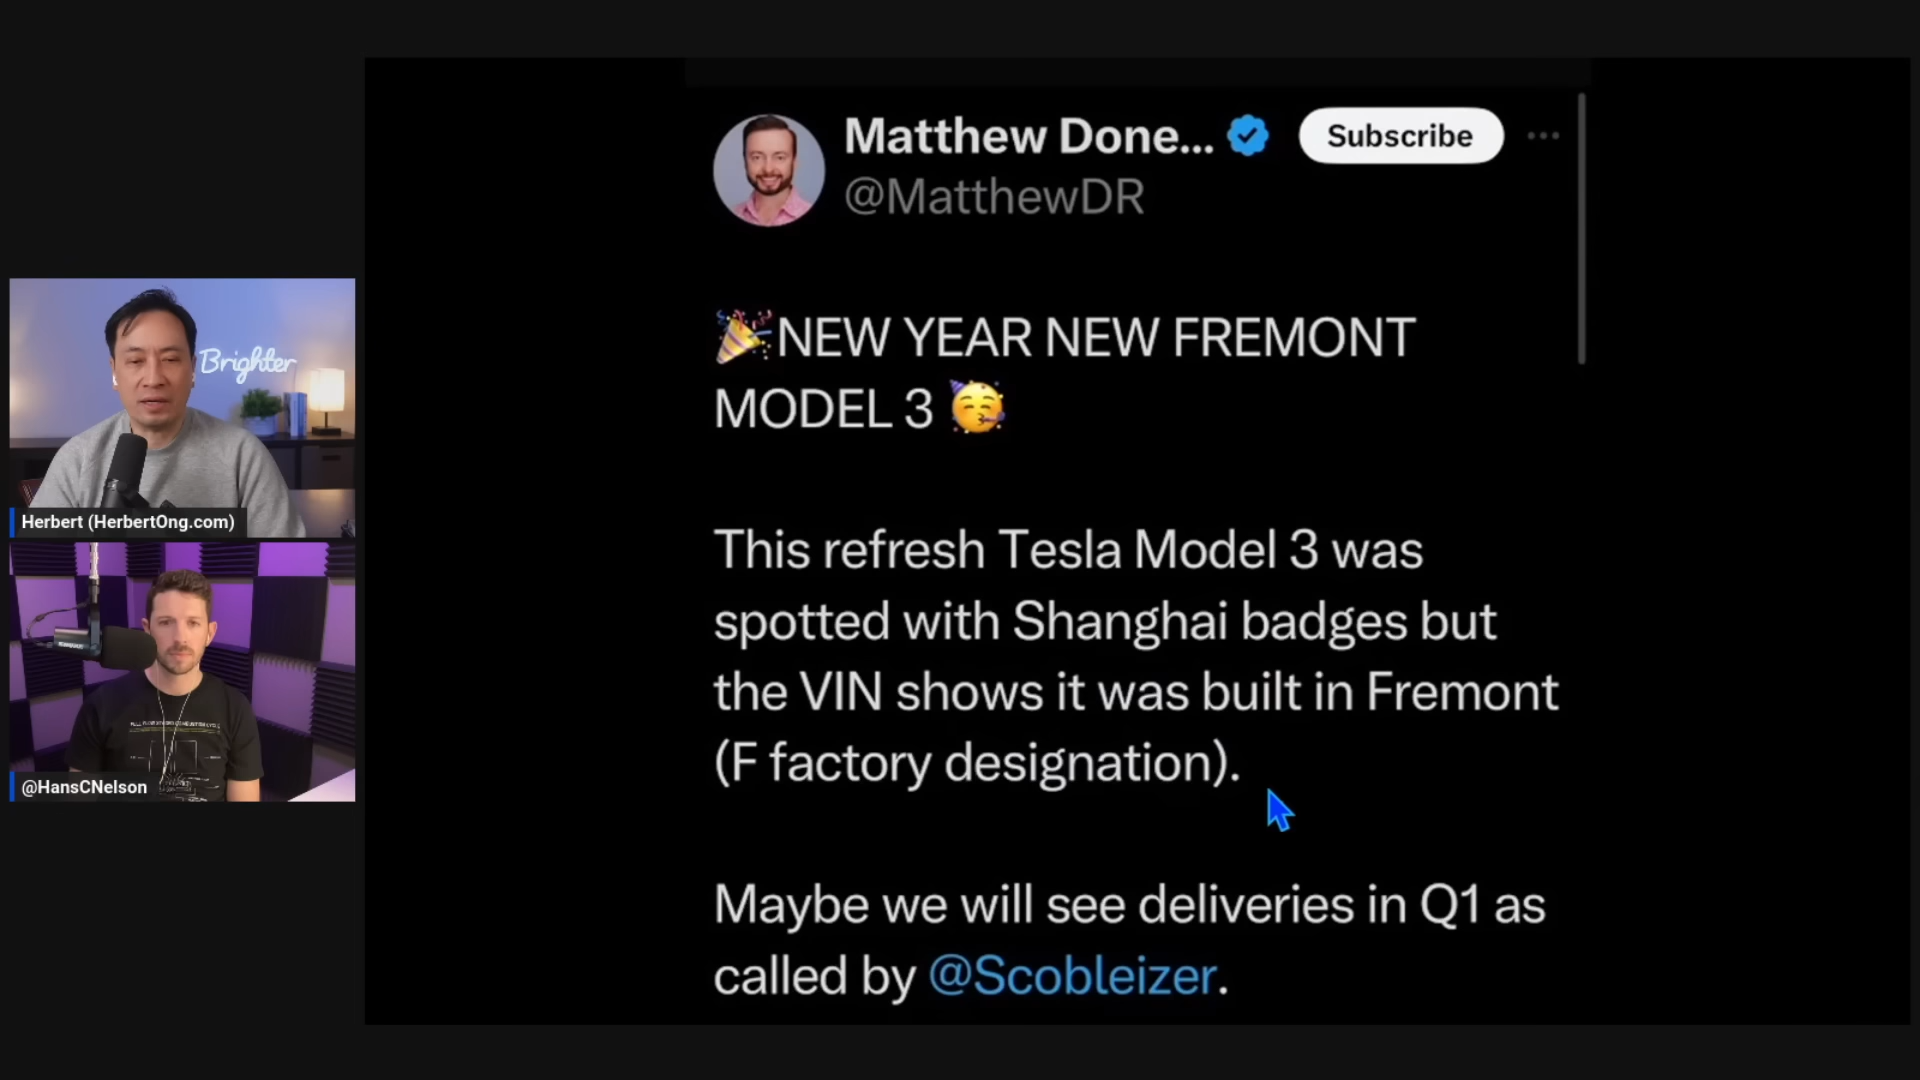 Matthew Done...
Subscribe
@MatthewDR
🎉NEW YEAR NEW FREMONT
MODEL 3 🥳
This refresh Tesla Model 3 was
spotted with Shanghai badges but
the VIN shows it was built in Fremont
(F factory designation).
Maybe we will see deliveries in Q1 as
called by @Scobleizer.
Brighter
Herbert (HerbertOng.com)
@HansCNelson